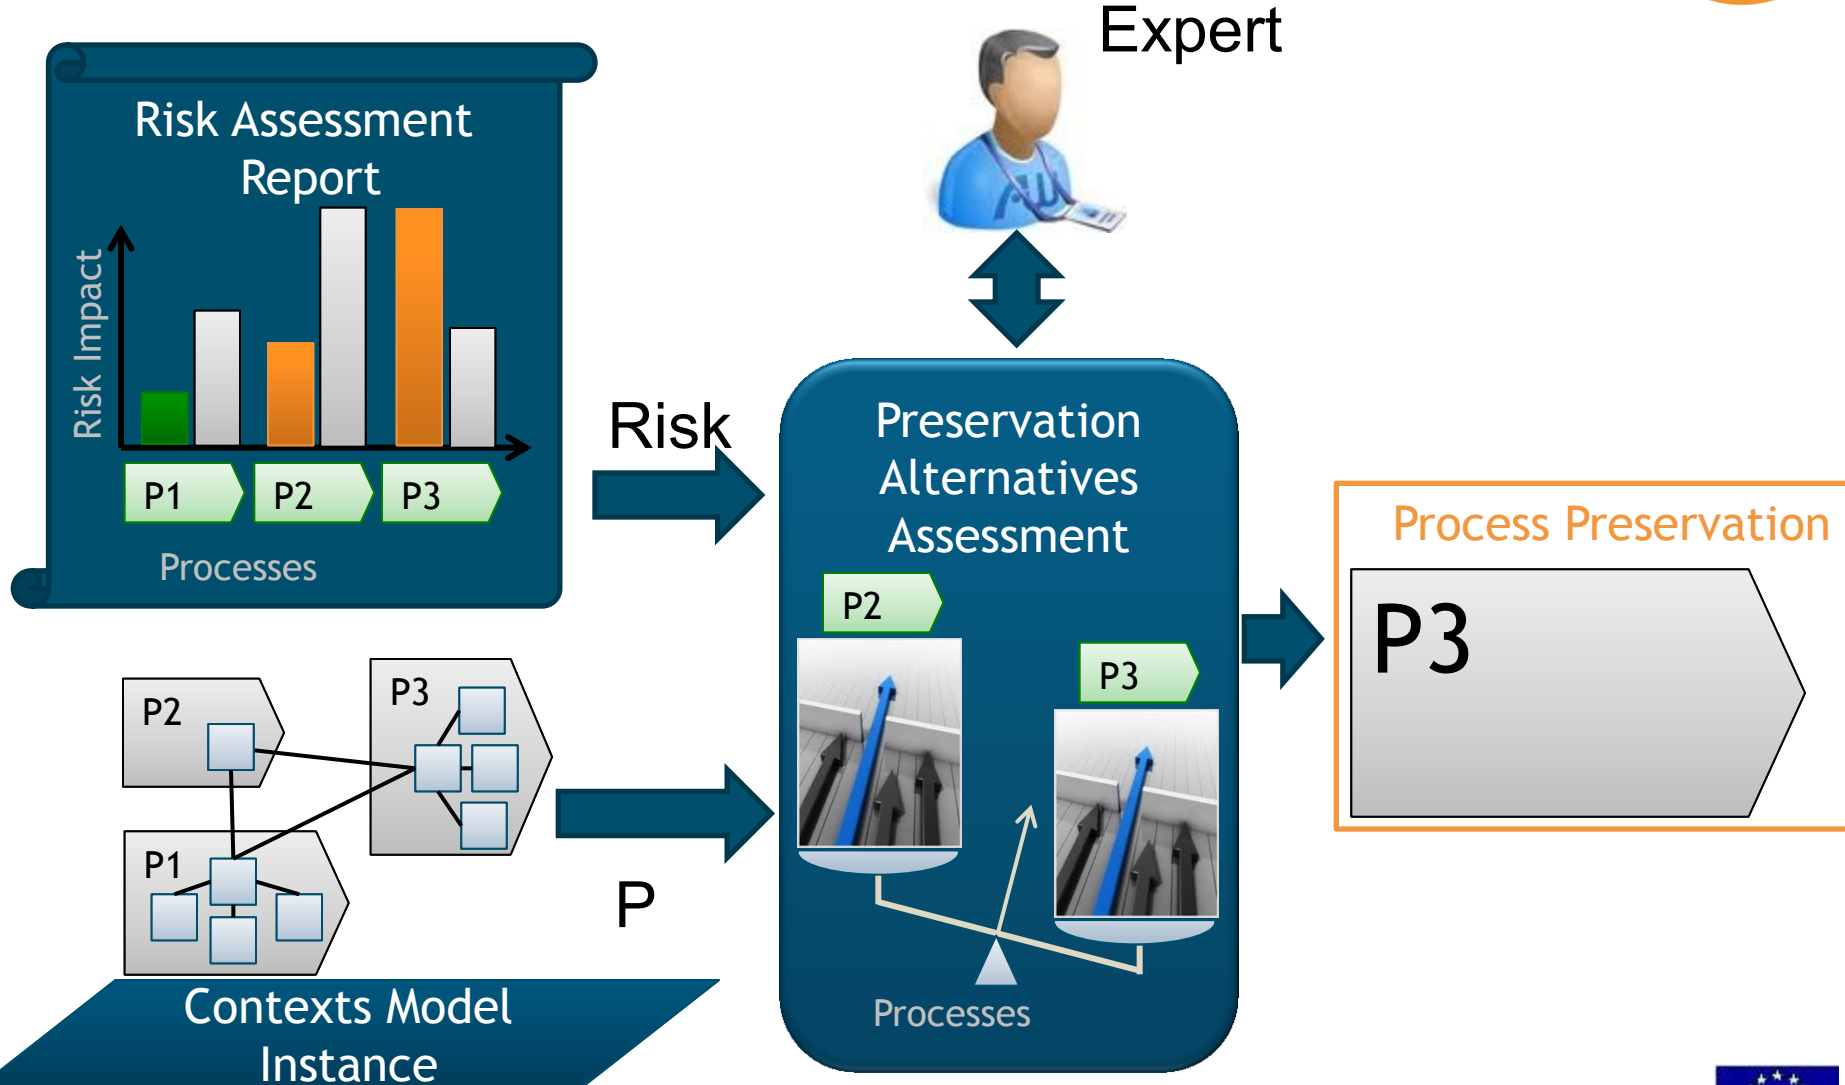 Expert
Risk Assessment
Report
Risk Impact
P1
P2
P3
Processes
Risk
Preservation
Alternatives
Assessment
P2
P3
Processes
Process Preservation
P3
P2
P3
P1
P
Contexts Model
Instance